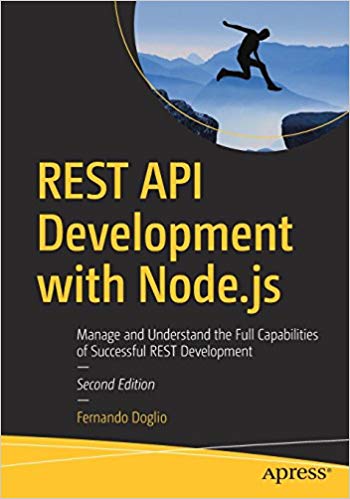 REST API
Development
with Node.js
Manage and Understand the Full Capabilities
of Successful REST Development
—
Second Edition
—
Fernando Doglio
Apress®